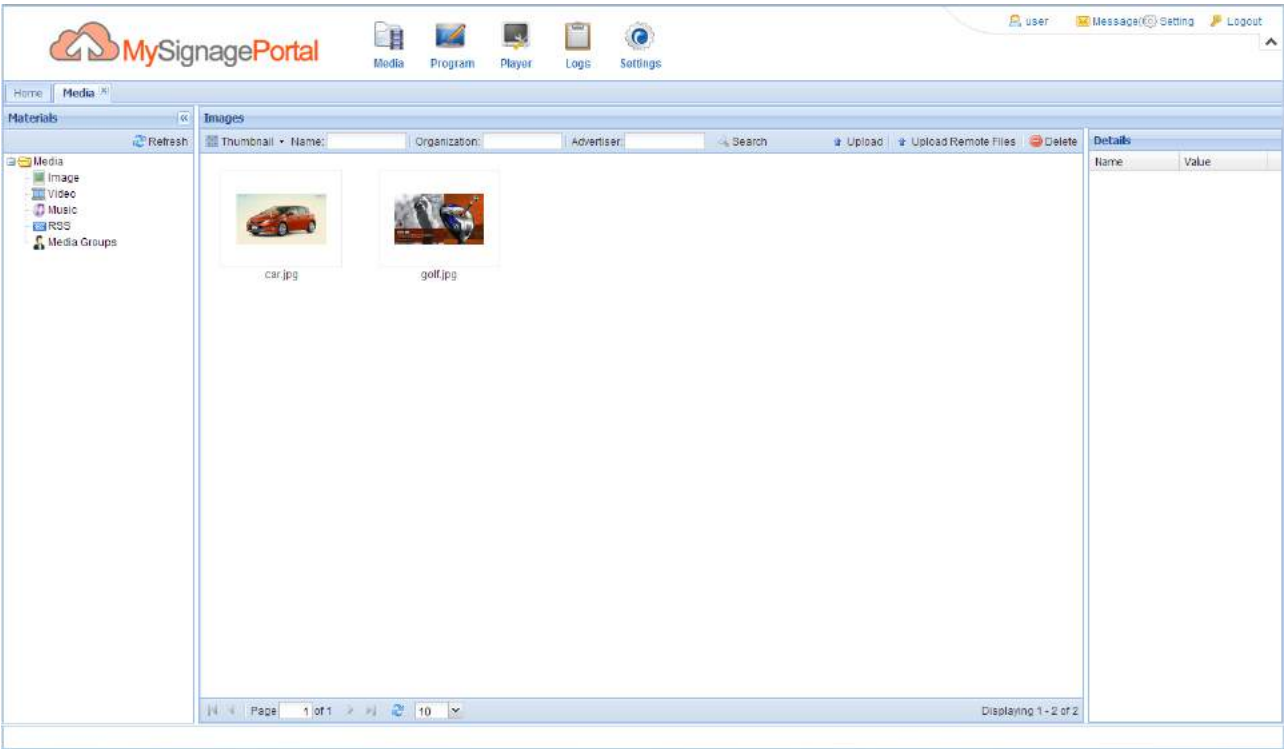 MySignagePortal
Media Program Player Logs Settings
user Message Setting Logout
Home Media
Materials
Refresh
Media
Image
Video
Music
RSS
Media Groups
Images
Thumbnail Name: Organization: Advertiser: Search Upload Upload Remote Files Delete
car.jpg golf.jpg
Page 1 of 1 10 Displaying 1 - 2 of 2
Details
Name Value